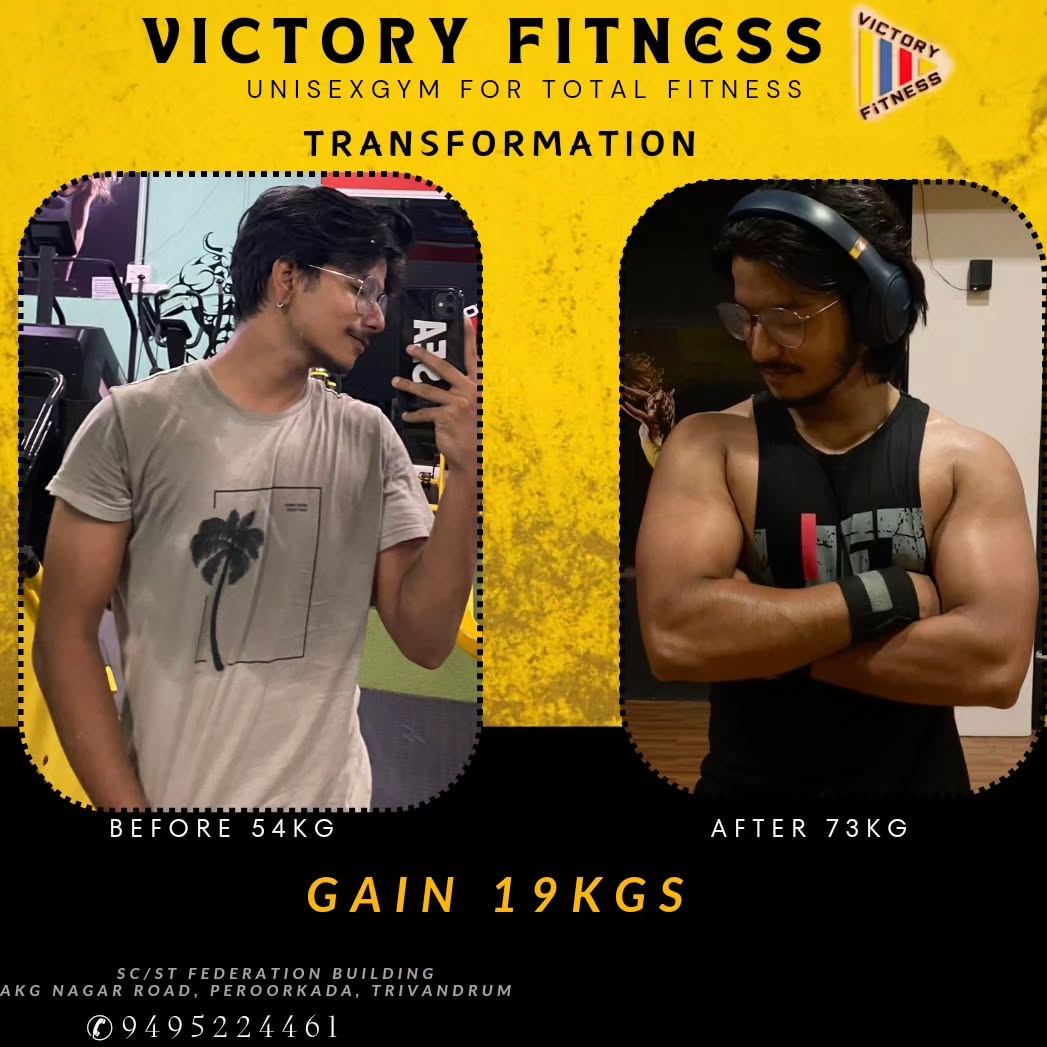 VICTORY FITNESS
UNISEXGYM FOR TOTAL FITNESS
VICTORY
FiTNESS
TRANSFORMATION
BEFORE 54KG
AFTER 73KG
GAIN 19KGS
SC/ST FEDERATION BUILDING
AKG NAGAR ROAD, PEROORKADA, TRIVANDRUM
✆9495224461